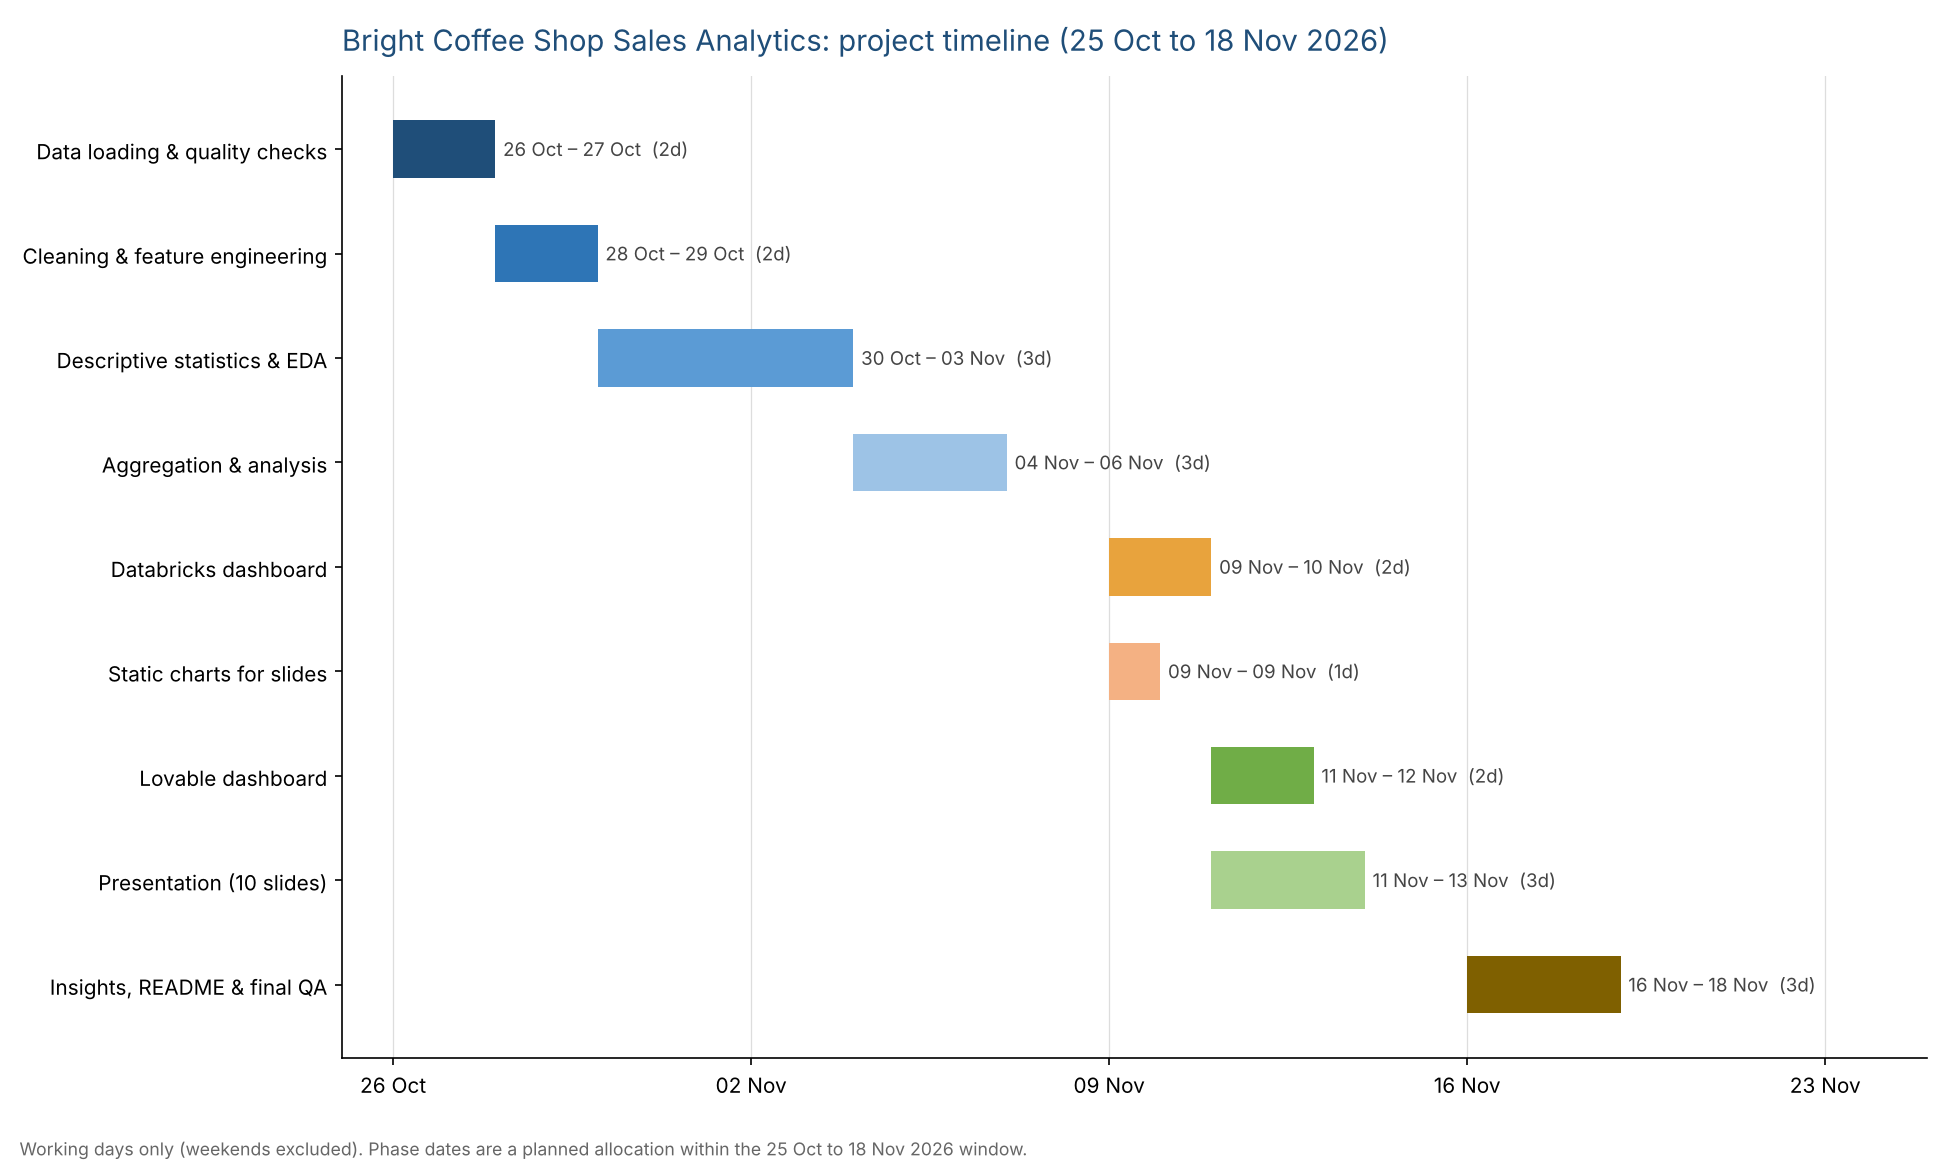 Bright Coffee Shop Sales Analytics: project timeline (25 Oct to 18 Nov 2026)
Data loading & quality checks
26 Oct – 27 Oct (2d)
Cleaning & feature engineering
28 Oct – 29 Oct (2d)
Descriptive statistics & EDA
30 Oct – 03 Nov (3d)
Aggregation & analysis
04 Nov – 06 Nov (3d)
Databricks dashboard
09 Nov – 10 Nov (2d)
Static charts for slides
09 Nov – 09 Nov (1d)
Lovable dashboard
11 Nov – 12 Nov (2d)
Presentation (10 slides)
11 Nov – 13 Nov (3d)
Insights, README & final QA
16 Nov – 18 Nov (3d)
26 Oct
02 Nov
09 Nov
16 Nov
23 Nov
Working days only (weekends excluded). Phase dates are a planned allocation within the 25 Oct to 18 Nov 2026 window.